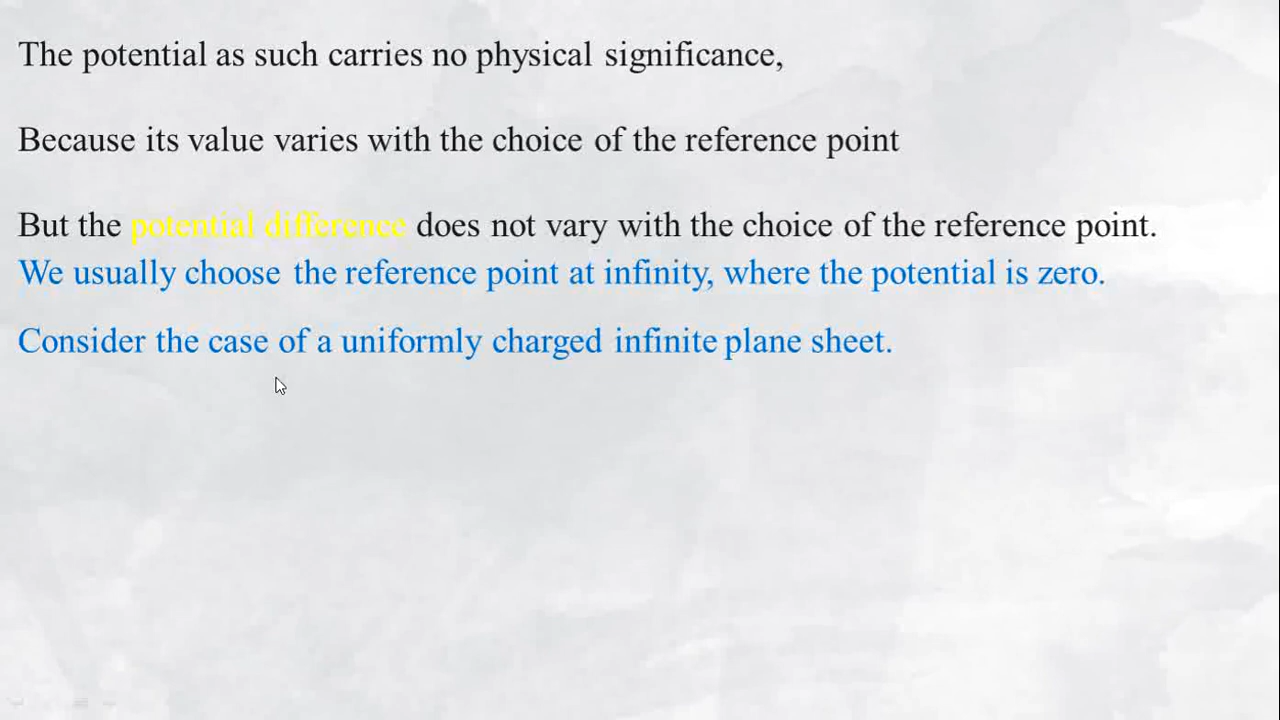 The potential as such carries no physical significance,
Because its value varies with the choice of the reference point
But the potential difference does not vary with the choice of the reference point.
We usually choose the reference point at infinity, where the potential is zero.
Consider the case of a uniformly charged infinite plane sheet.